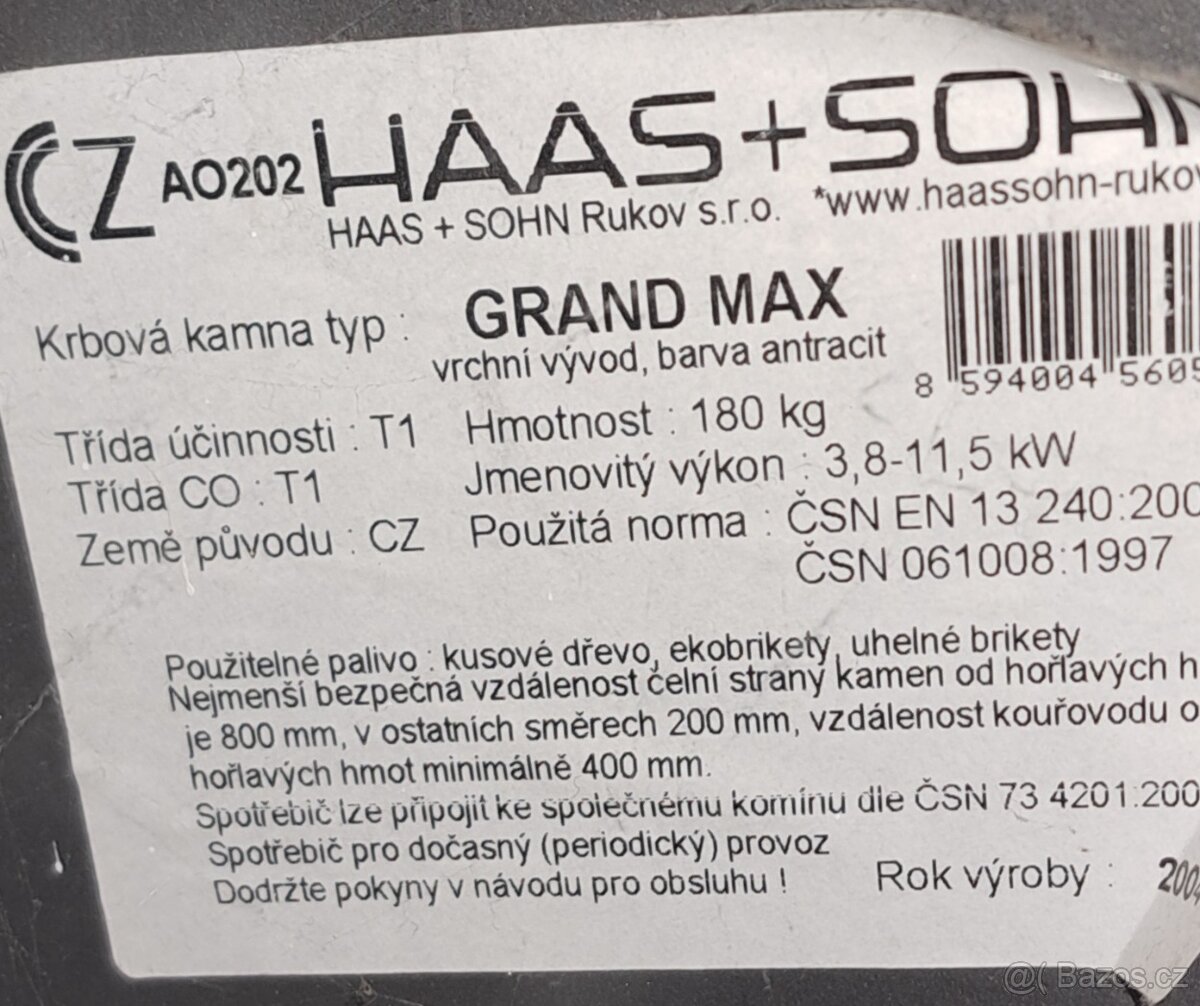 CZ AO202 HAAS+SOHN
HAAS + SOHN Rukov s.r.o. *www.haassohn-rukov
Krbová kamna typ : GRAND MAX
vrchní vývod, barva antracit
8 594004 5605
Třída účinnosti : T1 Hmotnost : 180 kg
Třída CO : T1 Jmenovitý výkon : 3,8-11,5 kW
Země původu : CZ Použitá norma : ČSN EN 13 240:200
ČSN 061008:1997
Použitelné palivo : kusové dřevo, ekobrikety, uhelné brikety
Nejmenší bezpečná vzdálenost čelní strany kamen od hořlavých h
je 800 mm, v ostatních směrech 200 mm, vzdálenost kouřovodu o
hořlavých hmot minimálně 400 mm.
Spotřebič lze připojit ke společnému komínu dle ČSN 73 4201:200
Spotřebič pro dočasný (periodický) provoz
Dodržte pokyny v návodu pro obsluhu ! Rok výroby : 2004
@( Bazos.cz